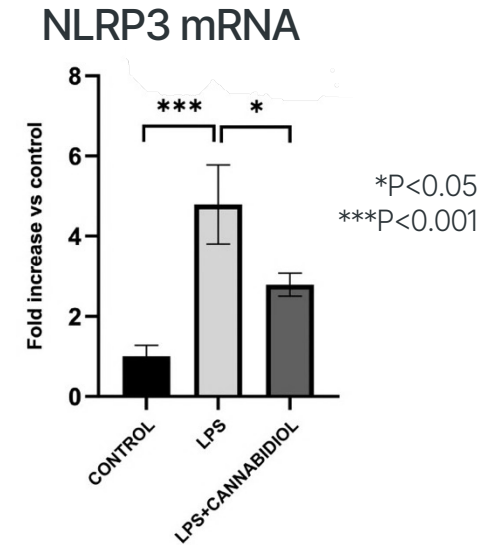 NLRP3 mRNA
Fold increase vs control
8
6
4
2
0
***
*
*P<0.05
***P<0.001
CONTROL
LPS
LPS+CANNABIDIOL